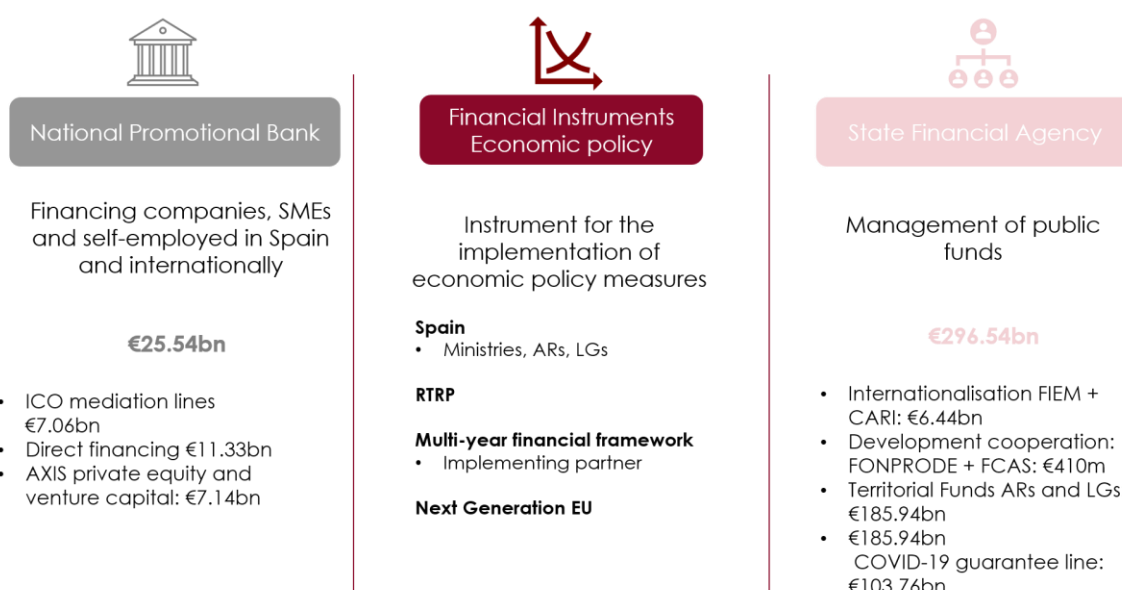 National Promotional Bank
Financing companies, SMEs
and self-employed in Spain
and internationally
€25.54bn
• ICO mediation lines
€7.06bn
• Direct financing €11.33bn
• AXIS private equity and
venture capital: €7.14bn
Financial Instruments
Economic policy
Instrument for the
implementation of
economic policy measures
Spain
• Ministries, ARs, LGs
RTRP
Multi-year financial framework
• Implementing partner
Next Generation EU
State Financial Agency
Management of public
funds
€296.54bn
• Internationalisation FIEM +
CARI: €6.44bn
• Development cooperation:
FONPRODE + FCAS: €410m
• Territorial Funds ARs and LGs
€185.94bn
• €185.94bn
COVID-19 guarantee line:
€103.76bn